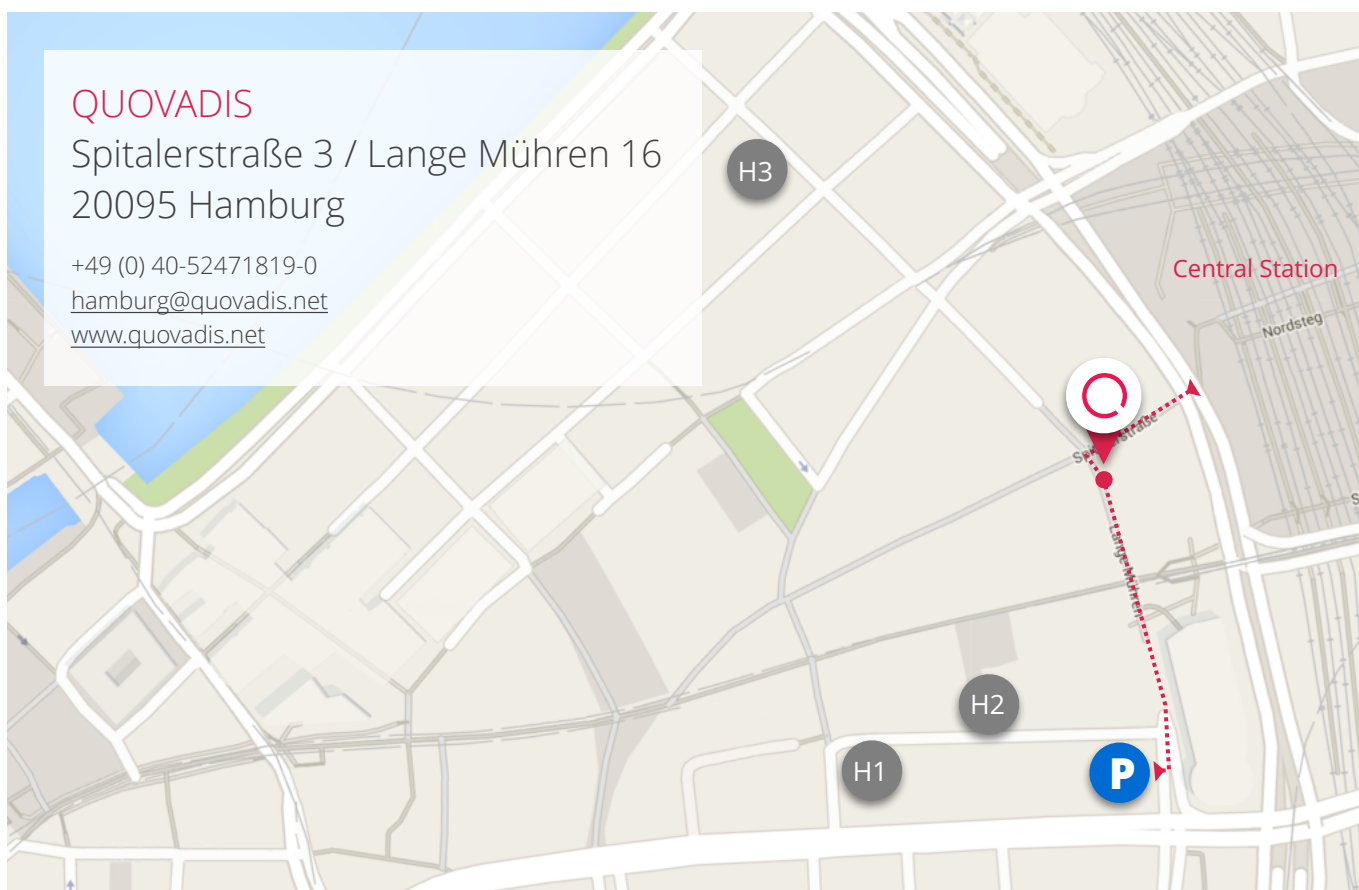 QUOVADIS
Spitalerstraße 3 / Lange Mühren 16
20095 Hamburg
+49 (0) 40-52471819-0
hamburg@quovadis.net
www.quovadis.net
H3
Central Station
Nordsteg
Lange Mühren
H2
H1
P